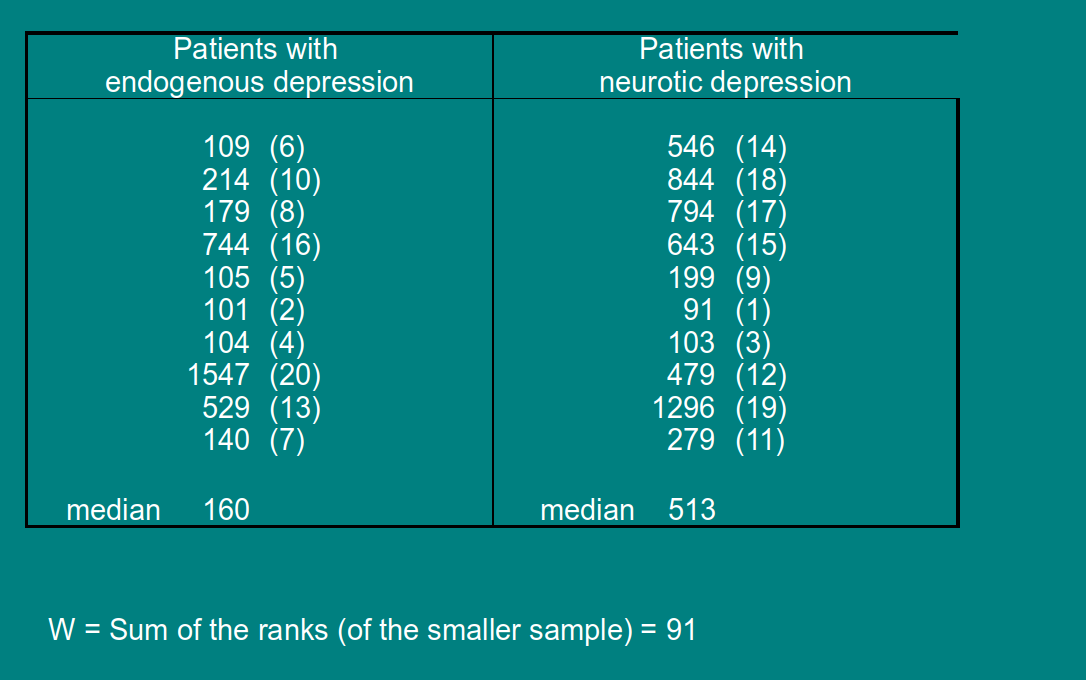 Patients with
endogenous depression
Patients with
neurotic depression
109 (6) 546 (14)
214 (10) 844 (18)
179 (8) 794 (17)
744 (16) 643 (15)
105 (5) 199 (9)
101 (2) 91 (1)
104 (4) 103 (3)
1547 (20) 479 (12)
529 (13) 1296 (19)
140 (7) 279 (11)
median 160 median 513
W = Sum of the ranks (of the smaller sample) = 91